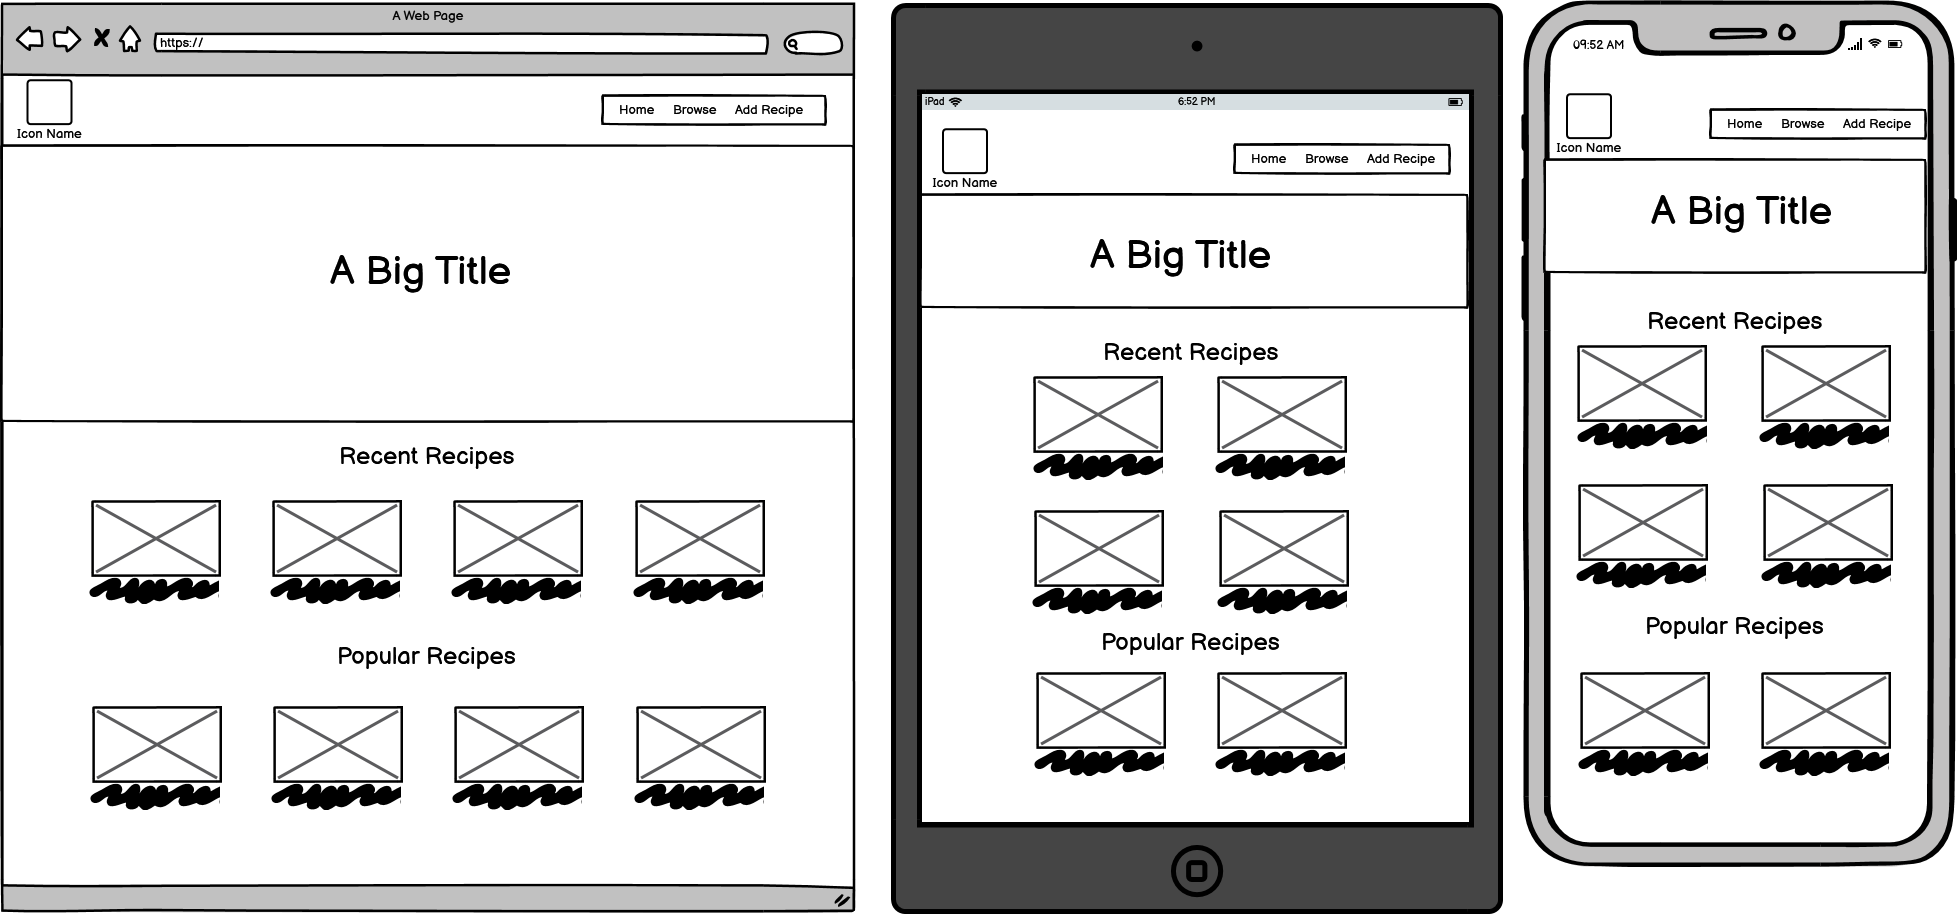 A Web Page
https://
Home Browse Add Recipe
Icon Name
A Big Title
Recent Recipes
Popular Recipes
iPad 6:52 PM
Home Browse Add Recipe
Icon Name
A Big Title
Recent Recipes
Popular Recipes
09:52 AM
Home Browse Add Recipe
Icon Name
A Big Title
Recent Recipes
Popular Recipes